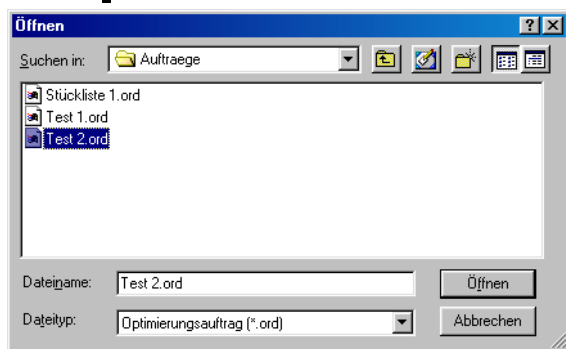 Öffnen
Suchen in: Auftraege
Stückliste 1.ord
Test 1.ord
Test 2.ord
Dateiname: Test 2.ord Öffnen
Dateityp: Optimierungsauftrag (*.ord) Abbrechen